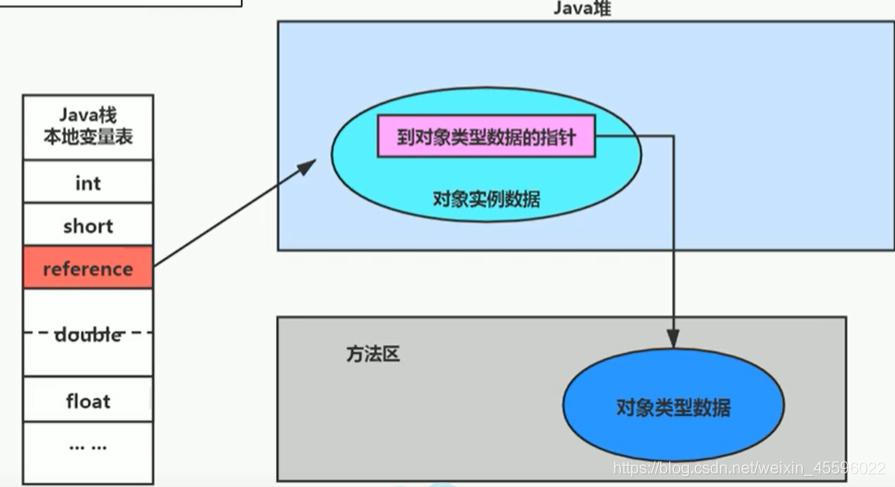 Java堆
Java栈
本地变量表
int
short
reference
double
float
... ...
到对象类型数据的指针
对象实例数据
方法区
对象类型数据
https://blog.csdn.net/weixin_45596022